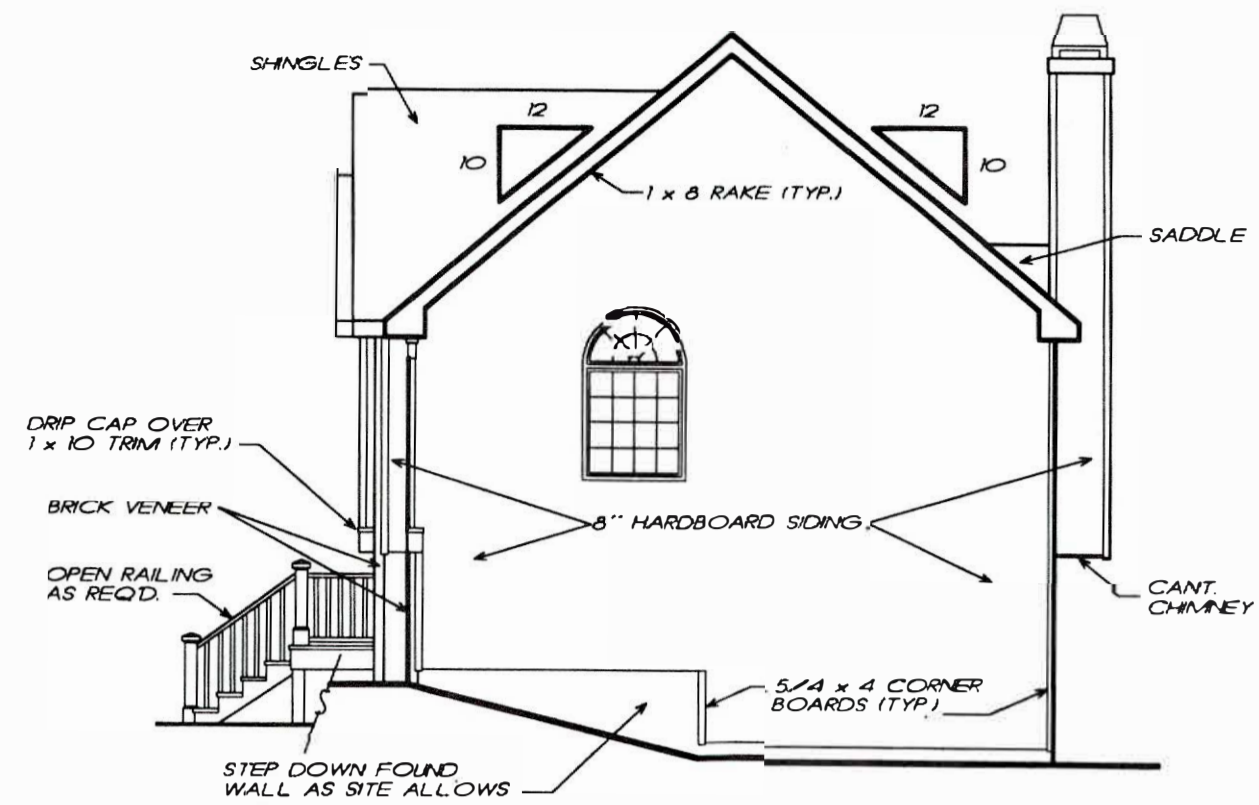 SHINGLES
12
10
12
10
1 x 8 RAKE (TYP.)
SADDLE
DRIP CAP OVER
1 x 10 TRIM (TYP.)
BRICK VENEER
8" HARDBOARD SIDING
OPEN RAILING
AS REQ'D.
CANT.
CHIMNEY
5/4 x 4 CORNER
BOARDS (TYP.)
STEP DOWN FOUND
WALL AS SITE ALLOWS